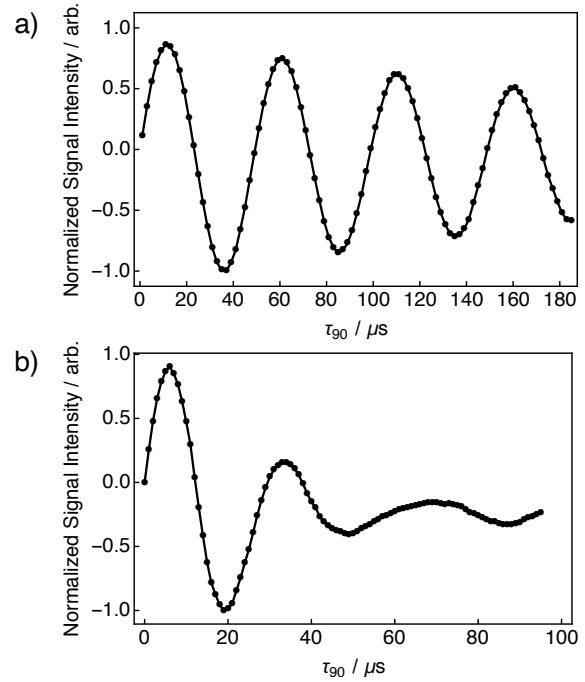 a)
Normalized Signal Intensity / arb.
1.0
0.5
0.0
−0.5
−1.0
0 20 40 60 80 100 120 140 160 180
τ90 / μs
b)
Normalized Signal Intensity / arb.
1.0
0.5
0.0
−0.5
−1.0
0 20 40 60 80 100
τ90 / μs